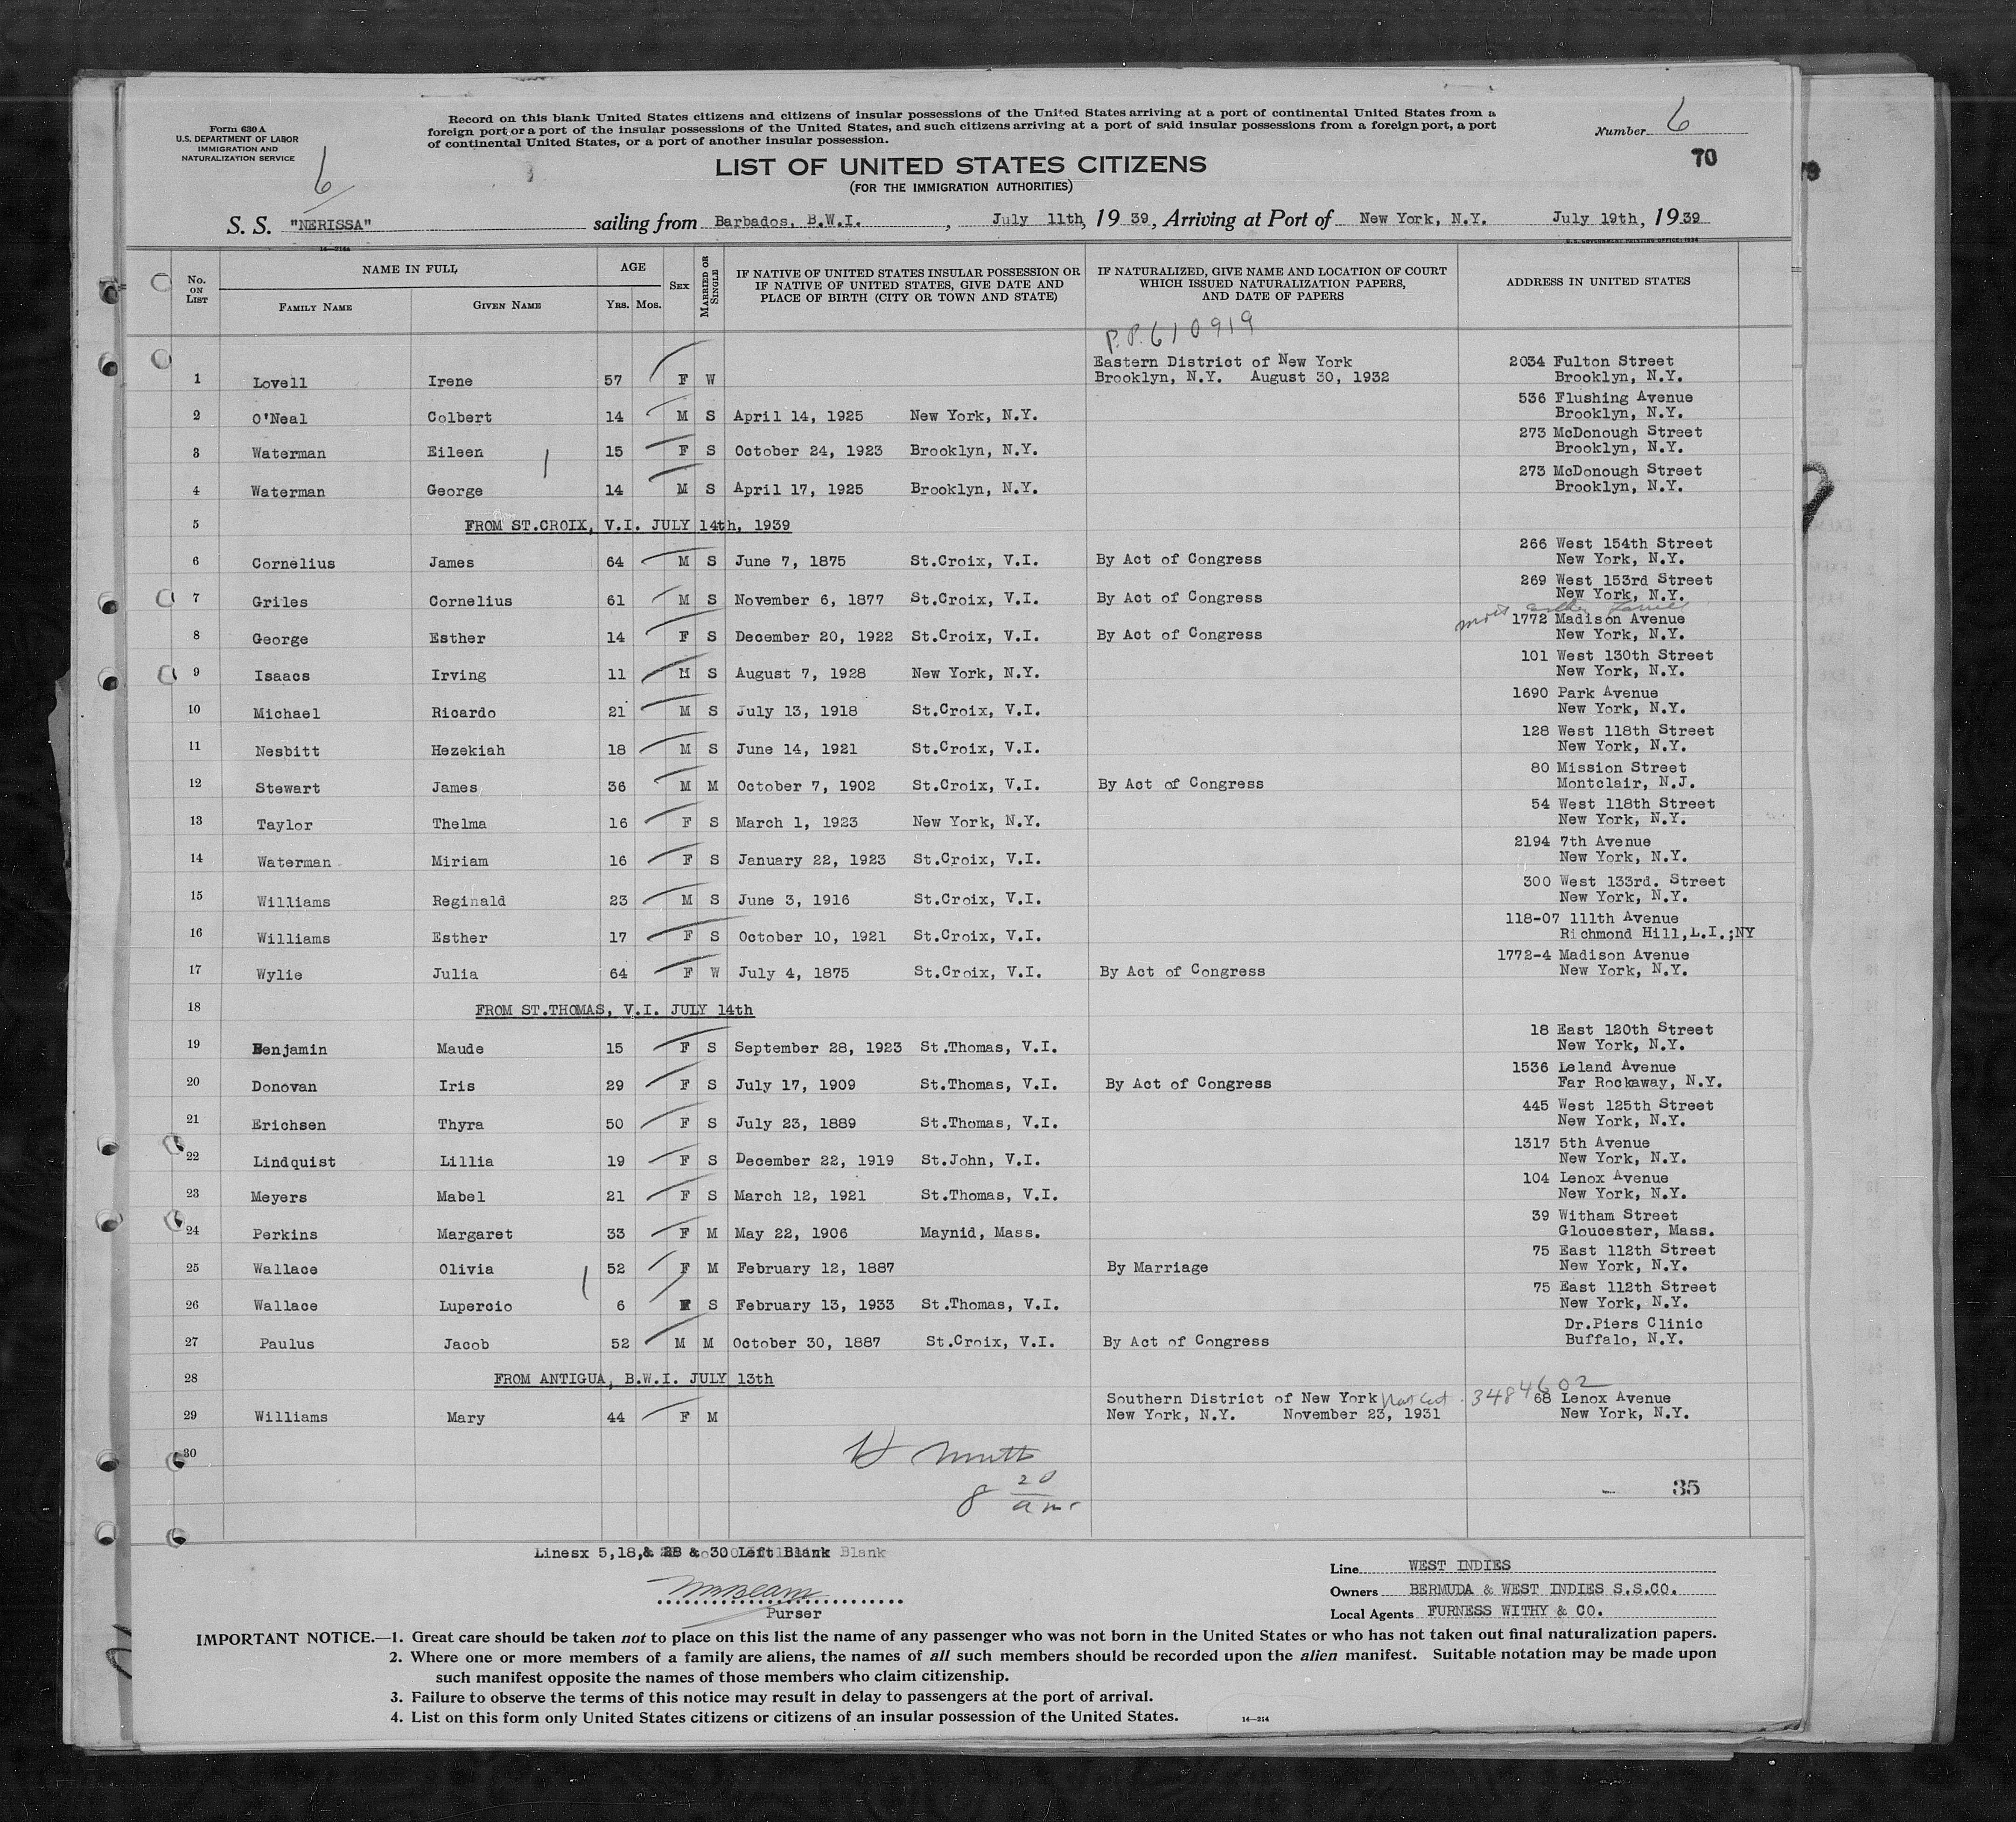 Form 630 A
U.S. DEPARTMENT OF LABOR
IMMIGRATION AND
NATURALIZATION SERVICE
6
Record on this blank United States citizens and citizens of insular possessions of the United States arriving at a port of continental United States from a
foreign port or a port of the insular possessions of the United States, and such citizens arriving at a port of said insular possessions from a foreign port, a port
of continental United States, or a port of another insular possession.
Number 6
70
LIST OF UNITED STATES CITIZENS
(FOR THE IMMIGRATION AUTHORITIES)
S. S. "NERISSA" sailing from Barbados, B.W.I. , July 11th, 1939, Arriving at Port of New York, N.Y. July 19th, 1939
14-214a
U.S. GOVERNMENT PRINTING OFFICE: 1934
No. ON LIST
NAME IN FULL
FAMILY NAME GIVEN NAME
AGE
YRS. MOS.
SEX
MARRIED OR SINGLE
IF NATIVE OF UNITED STATES INSULAR POSSESSION OR
IF NATIVE OF UNITED STATES, GIVE DATE AND
PLACE OF BIRTH (CITY OR TOWN AND STATE)
IF NATURALIZED, GIVE NAME AND LOCATION OF COURT
WHICH ISSUED NATURALIZATION PAPERS,
AND DATE OF PAPERS
ADDRESS IN UNITED STATES
P.P. 610919
Eastern District of New York 2034 Fulton Street
1 Lovell Irene 57 F W Brooklyn, N.Y. August 30, 1932 Brooklyn, N.Y.
536 Flushing Avenue
2 O'Neal Colbert 14 M S April 14, 1925 New York, N.Y. Brooklyn, N.Y.
273 McDonough Street
3 Waterman Eileen 15 F S October 24, 1923 Brooklyn, N.Y. Brooklyn, N.Y.
273 McDonough Street
4 Waterman George 14 M S April 17, 1925 Brooklyn, N.Y. Brooklyn, N.Y.
5 FROM ST.CROIX, V.I. JULY 14th, 1939
266 West 154th Street
6 Cornelius James 64 M S June 7, 1875 St.Croix, V.I. By Act of Congress New York, N.Y.
269 West 153rd Street
7 Griles Cornelius 61 M S November 6, 1877 St.Croix, V.I. By Act of Congress New York, N.Y.
1772 Madison Avenue
8 George Esther 14 F S December 20, 1922 St.Croix, V.I. By Act of Congress New York, N.Y.
101 West 130th Street
9 Isaacs Irving 11 M S August 7, 1928 New York, N.Y. New York, N.Y.
1690 Park Avenue
10 Michael Ricardo 21 M S July 13, 1918 St.Croix, V.I. New York, N.Y.
128 West 118th Street
11 Nesbitt Hezekiah 18 M S June 14, 1921 St.Croix, V.I. New York, N.Y.
80 Mission Street
12 Stewart James 36 M M October 7, 1902 St.Croix, V.I. By Act of Congress Montclair, N.J.
54 West 118th Street
13 Taylor Thelma 16 F S March 1, 1923 New York, N.Y. New York, N.Y.
2194 7th Avenue
14 Waterman Miriam 16 F S January 22, 1923 St.Croix, V.I. New York, N.Y.
300 West 133rd. Street
15 Williams Reginald 23 M S June 3, 1916 St.Croix, V.I. New York, N.Y.
118-07 111th Avenue
16 Williams Esther 17 F S October 10, 1921 St.Croix, V.I. Richmond Hill,L.I.;NY
1772-4 Madison Avenue
17 Wylie Julia 64 F W July 4, 1875 St.Croix, V.I. By Act of Congress New York, N.Y.
18 FROM ST.THOMAS, V.I. JULY 14th
18 East 120th Street
19 Benjamin Maude 15 F S September 28, 1923 St.Thomas, V.I. New York, N.Y.
1536 Leland Avenue
20 Donovan Iris 29 F S July 17, 1909 St.Thomas, V.I. By Act of Congress Far Rockaway, N.Y.
445 West 125th Street
21 Erichsen Thyra 50 F S July 23, 1889 St.Thomas, V.I. New York, N.Y.
1317 5th Avenue
22 Lindquist Lillia 19 F S December 22, 1919 St.John, V.I. New York, N.Y.
104 Lenox Avenue
23 Meyers Mabel 21 F S March 12, 1921 St.Thomas, V.I. New York, N.Y.
39 Witham Street
24 Perkins Margaret 33 F M May 22, 1906 Maynid, Mass. Gloucester, Mass.
75 East 112th Street
25 Wallace Olivia 52 F M February 12, 1887 By Marriage New York, N.Y.
75 East 112th Street
26 Wallace Lupercio 6 F S February 13, 1933 St.Thomas, V.I. New York, N.Y.
Dr.Piers Clinic
27 Paulus Jacob 52 M M October 30, 1887 St.Croix, V.I. By Act of Congress Buffalo, N.Y.
28 FROM ANTIGUA, B.W.I. JULY 13th
Southern District of New York Nat Cert. 3484602 68 Lenox Avenue
29 Williams Mary 44 F M New York, N.Y. November 23, 1931 New York, N.Y.
30
8 20 am
35
Linesx 5,18,& 28 & 30 Left Blank Blank
Purser
Line WEST INDIES
Owners BERMUDA & WEST INDIES S.S.CO.
Local Agents FURNESS WITHY & CO.
IMPORTANT NOTICE.—1. Great care should be taken not to place on this list the name of any passenger who was not born in the United States or who has not taken out final naturalization papers.
2. Where one or more members of a family are aliens, the names of all such members should be recorded upon the alien manifest. Suitable notation may be made upon
such manifest opposite the names of those members who claim citizenship.
3. Failure to observe the terms of this notice may result in delay to passengers at the port of arrival.
4. List on this form only United States citizens or citizens of an insular possession of the United States.
14—214